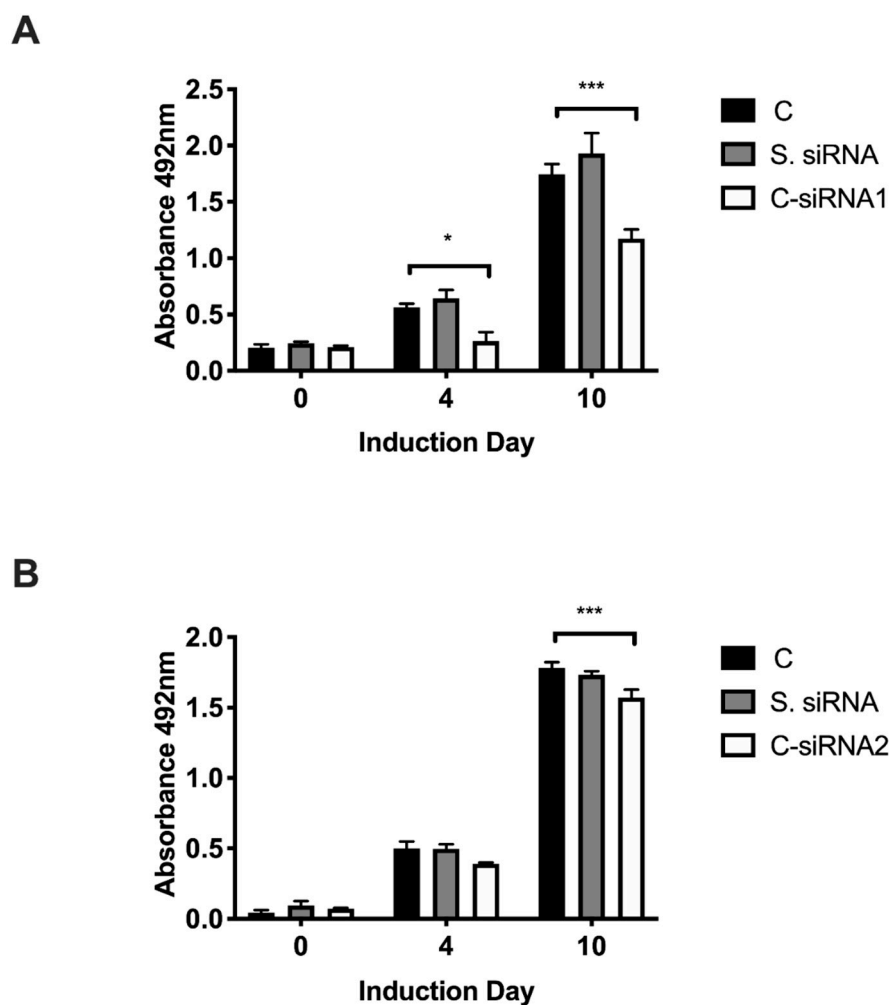 A
Absorbance 492nm
2.5
2.0
1.5
1.0
0.5
0.0
*
***
0 4 10
Induction Day
C
S. siRNA
C-siRNA1
B
Absorbance 492nm
2.0
1.5
1.0
0.5
0.0
***
0 4 10
Induction Day
C
S. siRNA
C-siRNA2